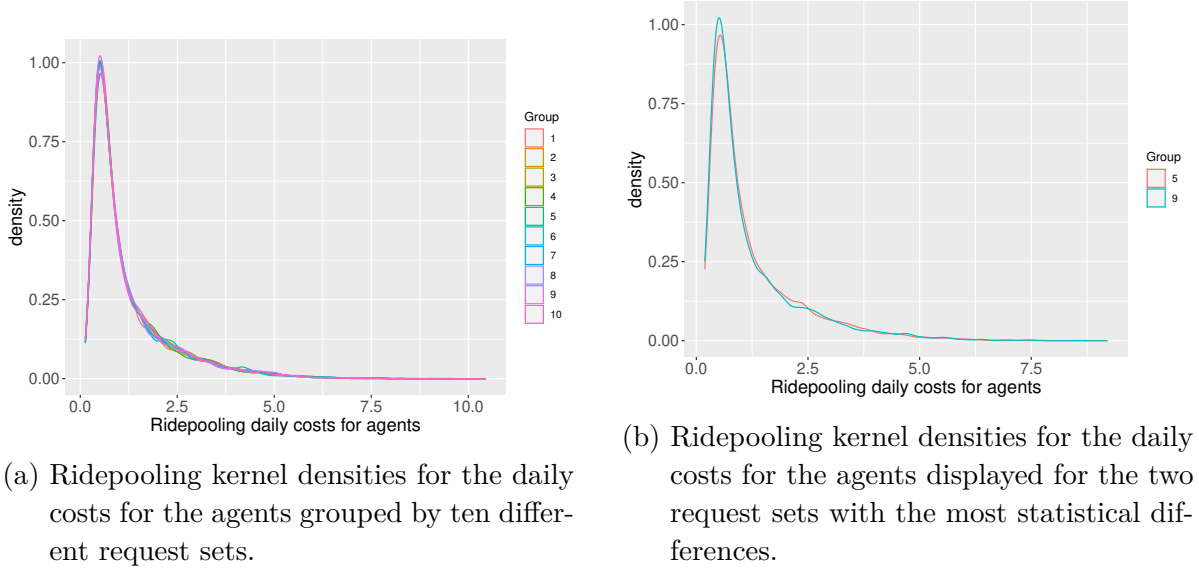 1.00
0.75
0.50
0.25
0.00
density
0.0 2.5 5.0 7.5 10.0
Ridepooling daily costs for agents
Group
1
2
3
4
5
6
7
8
9
10
(a) Ridepooling kernel densities for the daily
costs for the agents grouped by ten differ-
ent request sets.
1.00
0.75
0.50
0.25
0.00
density
0.0 2.5 5.0 7.5
Ridepooling daily costs for agents
Group
5
9
(b) Ridepooling kernel densities for the daily
costs for the agents displayed for the two
request sets with the most statistical dif-
ferences.